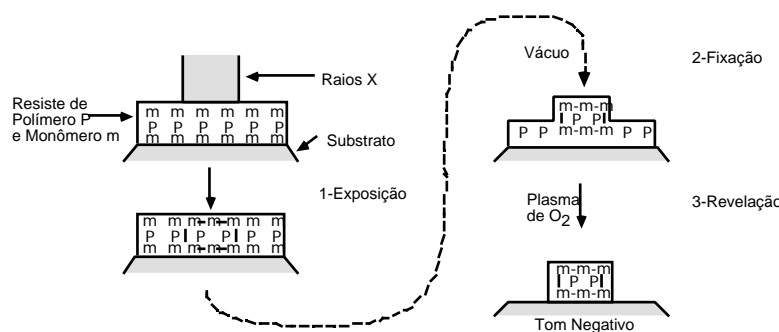 Raios X
Resiste de
Polímero P
e Monômero m
m m m m m m
P P P P P P
m m m m m m
Substrato
1-Exposição
m m m-m-m m
P P P P P P
m m m-m-m m
Vácuo
2-Fixação
m-m-m
P P P P P P
m-m-m
Plasma
de O2
3-Revelação
m-m-m
P P
m-m-m
Tom Negativo